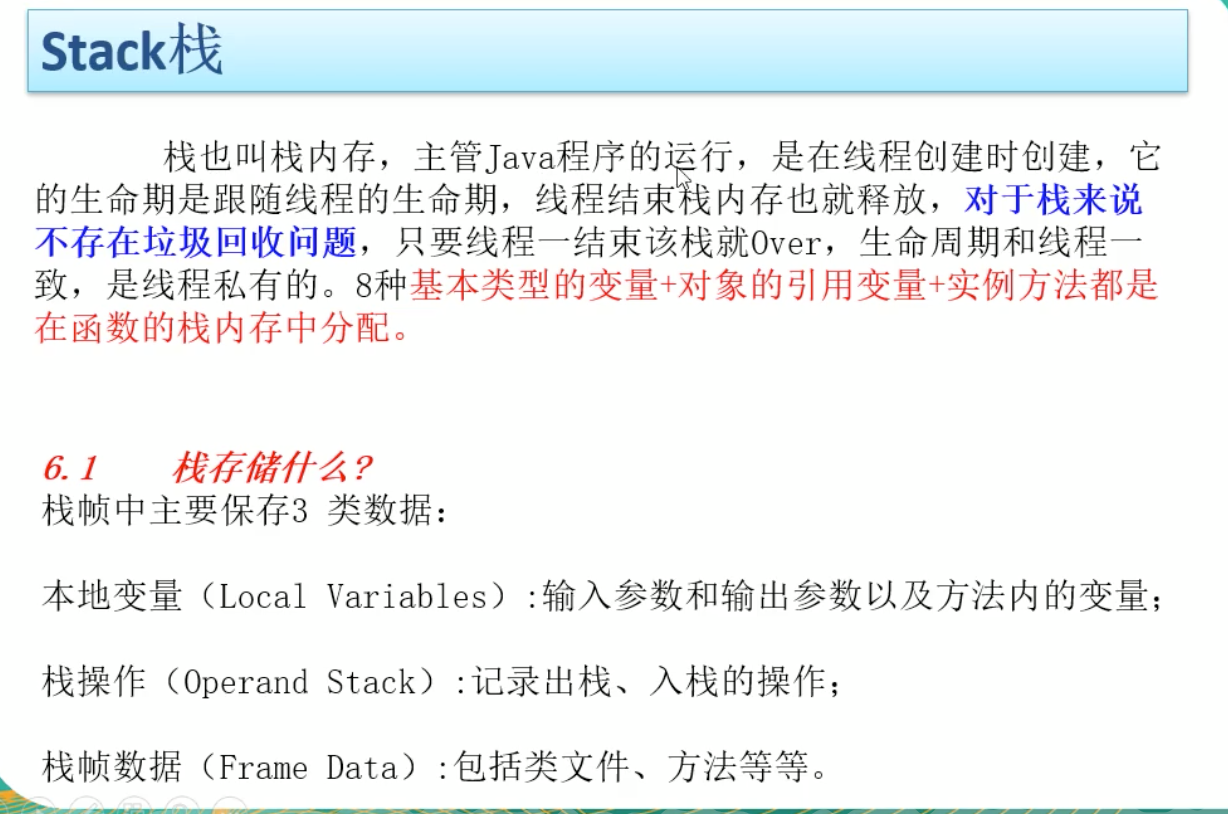 Stack栈
栈也叫栈内存，主管Java程序的运行，是在线程创建时创建，它
的生命期是跟随线程的生命期，线程结束栈内存也就释放，对于栈来说
不存在垃圾回收问题，只要线程一结束该栈就Over，生命周期和线程一
致，是线程私有的。8种基本类型的变量+对象的引用变量+实例方法都是
在函数的栈内存中分配。
6.1 栈存储什么?
栈帧中主要保存3 类数据：
本地变量（Local Variables）:输入参数和输出参数以及方法内的变量；
栈操作（Operand Stack）:记录出栈、入栈的操作；
栈帧数据（Frame Data）:包括类文件、方法等等。